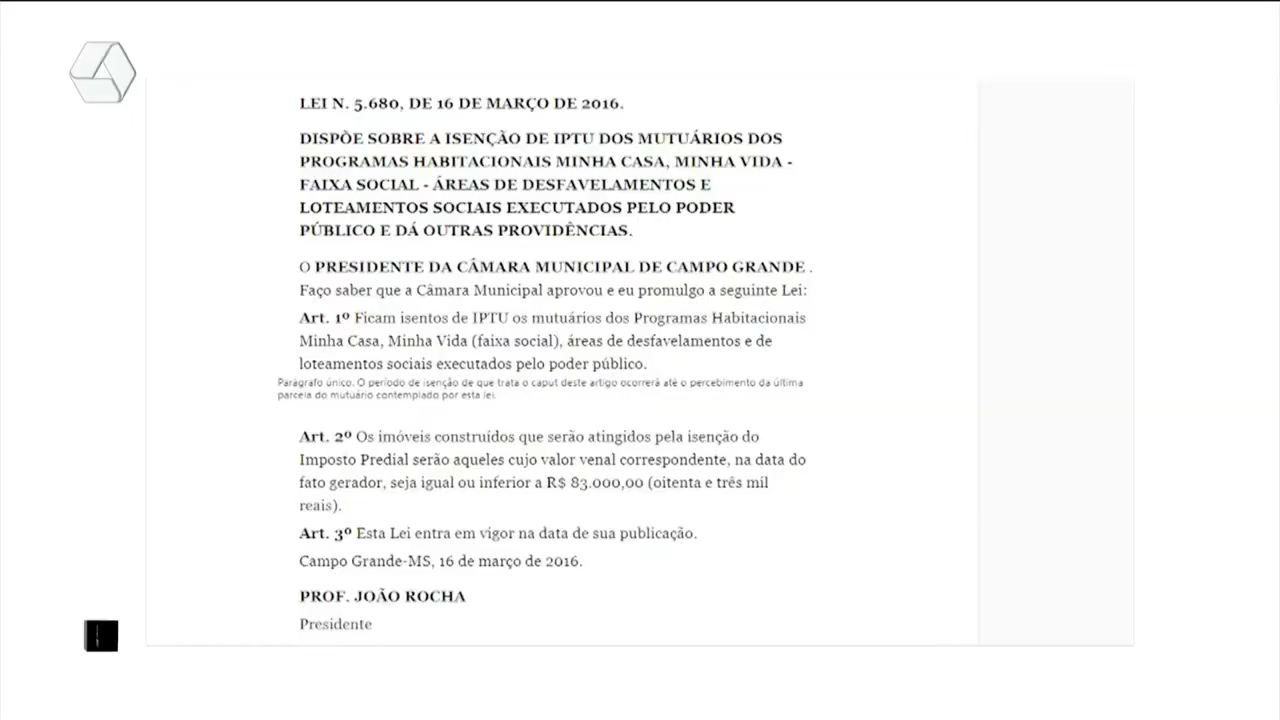 LEI N. 5.680, DE 16 DE MARÇO DE 2016.
DISPÕE SOBRE A ISENÇÃO DE IPTU DOS MUTUÁRIOS DOS
PROGRAMAS HABITACIONAIS MINHA CASA, MINHA VIDA -
FAIXA SOCIAL - ÁREAS DE DESFAVELAMENTOS E
LOTEAMENTOS SOCIAIS EXECUTADOS PELO PODER
PÚBLICO E DÁ OUTRAS PROVIDÊNCIAS.
O PRESIDENTE DA CÂMARA MUNICIPAL DE CAMPO GRANDE .
Faço saber que a Câmara Municipal aprovou e eu promulgo a seguinte Lei:
Art. 1º Ficam isentos de IPTU os mutuários dos Programas Habitacionais
Minha Casa, Minha Vida (faixa social), áreas de desfavelamentos e de
loteamentos sociais executados pelo poder público.
Parágrafo único. O período de isenção de que trata o caput deste artigo ocorrerá até o percebimento da última
parcela do mutuário contemplado por esta lei.
Art. 2º Os imóveis construídos que serão atingidos pela isenção do
Imposto Predial serão aqueles cujo valor venal correspondente, na data do
fato gerador, seja igual ou inferior a R$ 83.000,00 (oitenta e três mil
reais).
Art. 3º Esta Lei entra em vigor na data de sua publicação.
Campo Grande-MS, 16 de março de 2016.
PROF. JOÃO ROCHA
Presidente